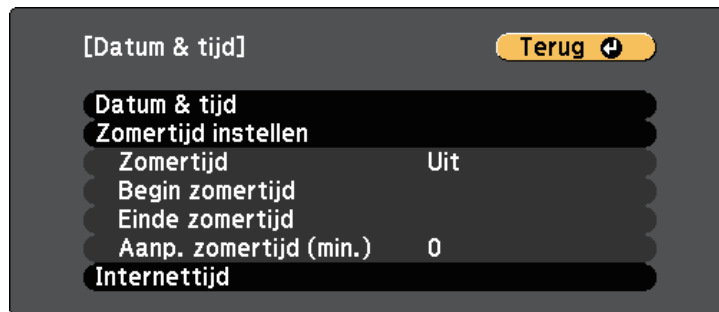 [Datum & tijd] Terug
Datum & tijd
Zomertijd instellen
Zomertijd Uit
Begin zomertijd
Einde zomertijd
Aanp. zomertijd (min.) 0
Internettijd